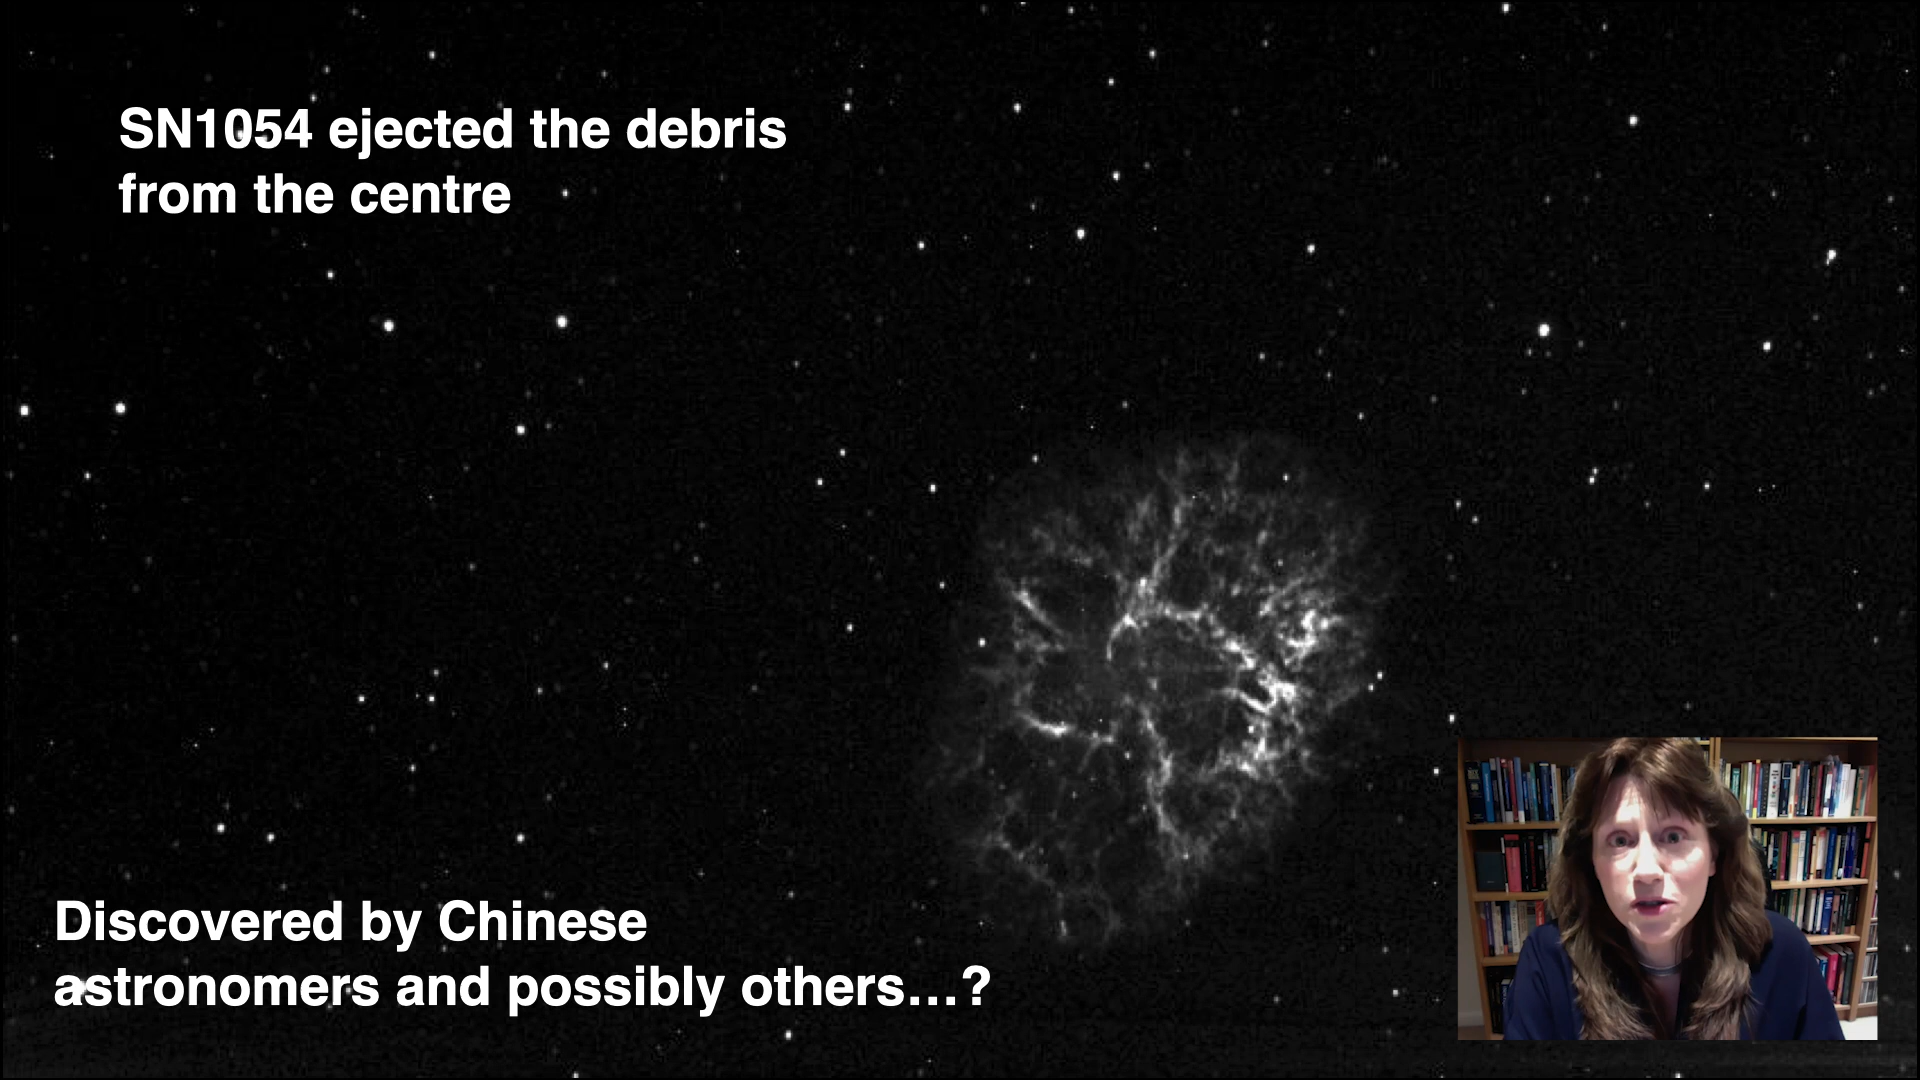 SN1054 ejected the debris
from the centre
Discovered by Chinese
astronomers and possibly others...?